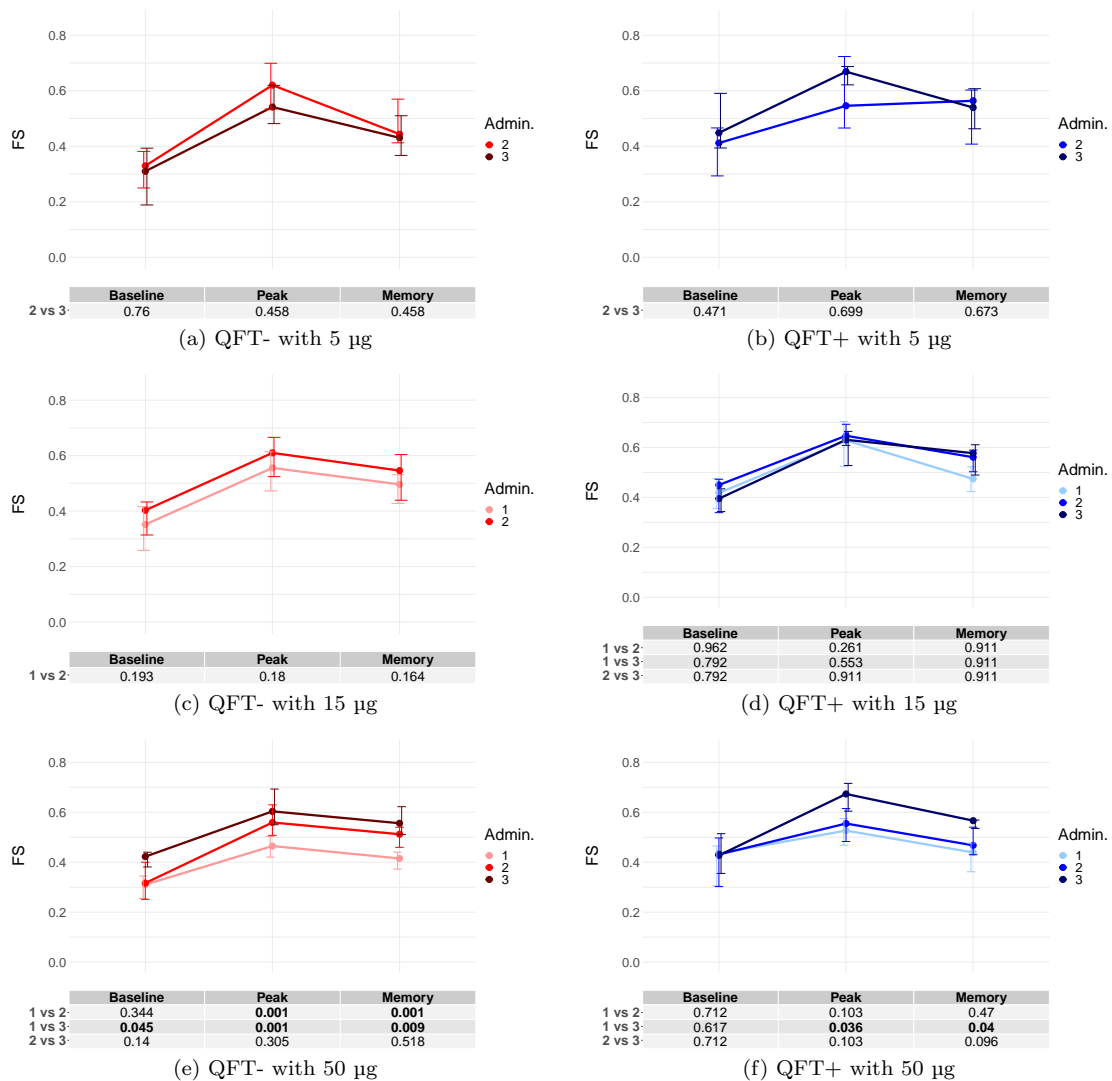 0.8
0.6
0.4
0.2
0.0
FS
Admin.
2
3
Baseline Peak Memory
2 vs 3 0.76 0.458 0.458
(a) QFT- with 5 µg
0.8
0.6
0.4
0.2
0.0
FS
Admin.
2
3
Baseline Peak Memory
2 vs 3 0.471 0.699 0.673
(b) QFT+ with 5 µg
0.8
0.6
0.4
0.2
0.0
FS
Admin.
1
2
Baseline Peak Memory
1 vs 2 0.193 0.18 0.164
(c) QFT- with 15 µg
0.8
0.6
0.4
0.2
0.0
FS
Admin.
1
2
3
Baseline Peak Memory
1 vs 2 0.962 0.261 0.911
1 vs 3 0.792 0.553 0.911
2 vs 3 0.792 0.911 0.911
(d) QFT+ with 15 µg
0.8
0.6
0.4
0.2
0.0
FS
Admin.
1
2
3
Baseline Peak Memory
1 vs 2 0.344 0.001 0.001
1 vs 3 0.045 0.001 0.009
2 vs 3 0.14 0.305 0.518
(e) QFT- with 50 µg
0.8
0.6
0.4
0.2
0.0
FS
Admin.
1
2
3
Baseline Peak Memory
1 vs 2 0.712 0.103 0.47
1 vs 3 0.617 0.036 0.04
2 vs 3 0.712 0.103 0.096
(f) QFT+ with 50 µg